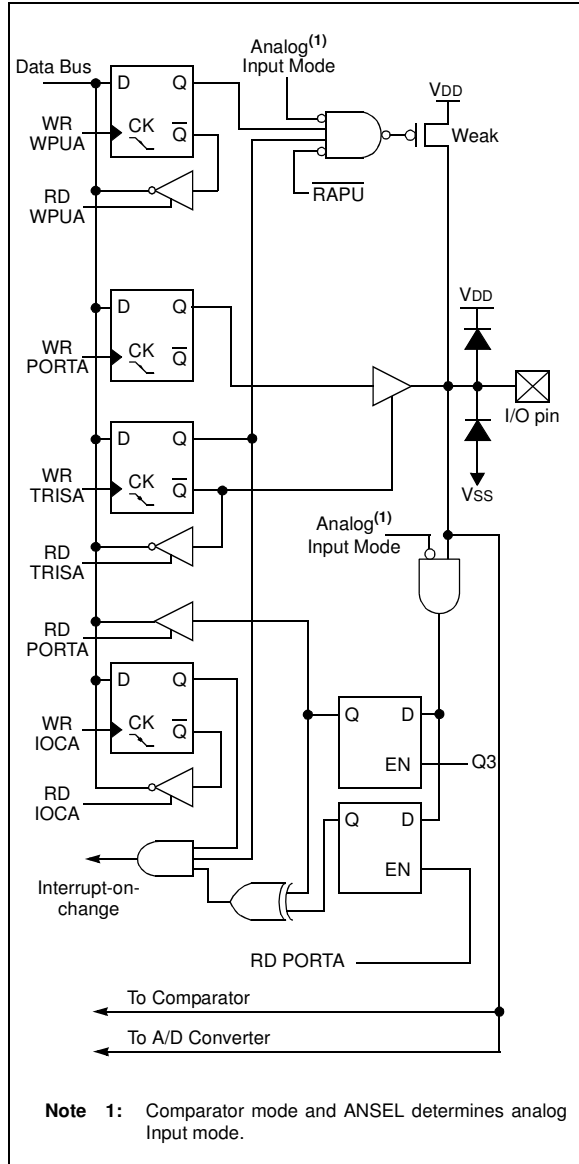 Analog(1)
Input Mode
Data Bus
VDD
D Q
WR
WPUA
CK Q
Weak
RD
WPUA
RAPU
D Q
VDD
WR
PORTA
CK Q
I/O pin
D Q
WR
TRISA
CK Q
VSS
Analog(1)
Input Mode
RD
TRISA
RD
PORTA
D Q
Q D
WR
IOCA
CK Q
EN
Q3
RD
IOCA
Q D
EN
Interrupt-on-
change
RD PORTA
To Comparator
To A/D Converter
Note 1: Comparator mode and ANSEL determines analog
Input mode.